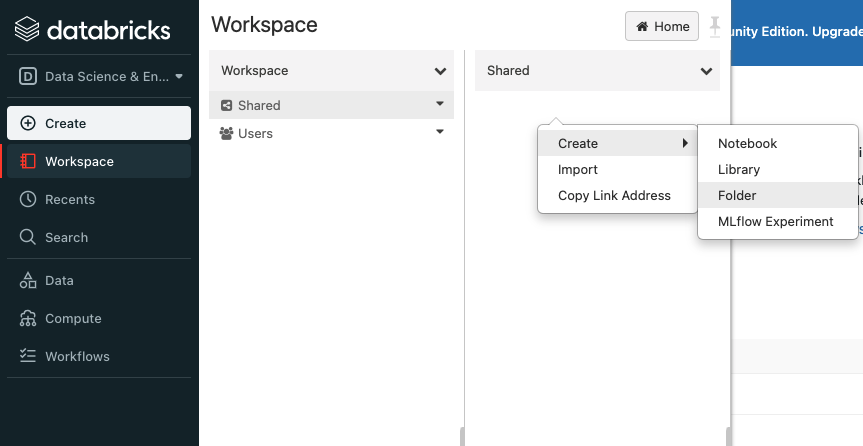 databricks
D Data Science & En...
Create
Workspace
Recents
Search
Data
Compute
Workflows
Workspace
Home
Workspace
Shared
Users
Shared
Create
Import
Copy Link Address
Notebook
Library
Folder
MLflow Experiment
unity Edition. Upgrade